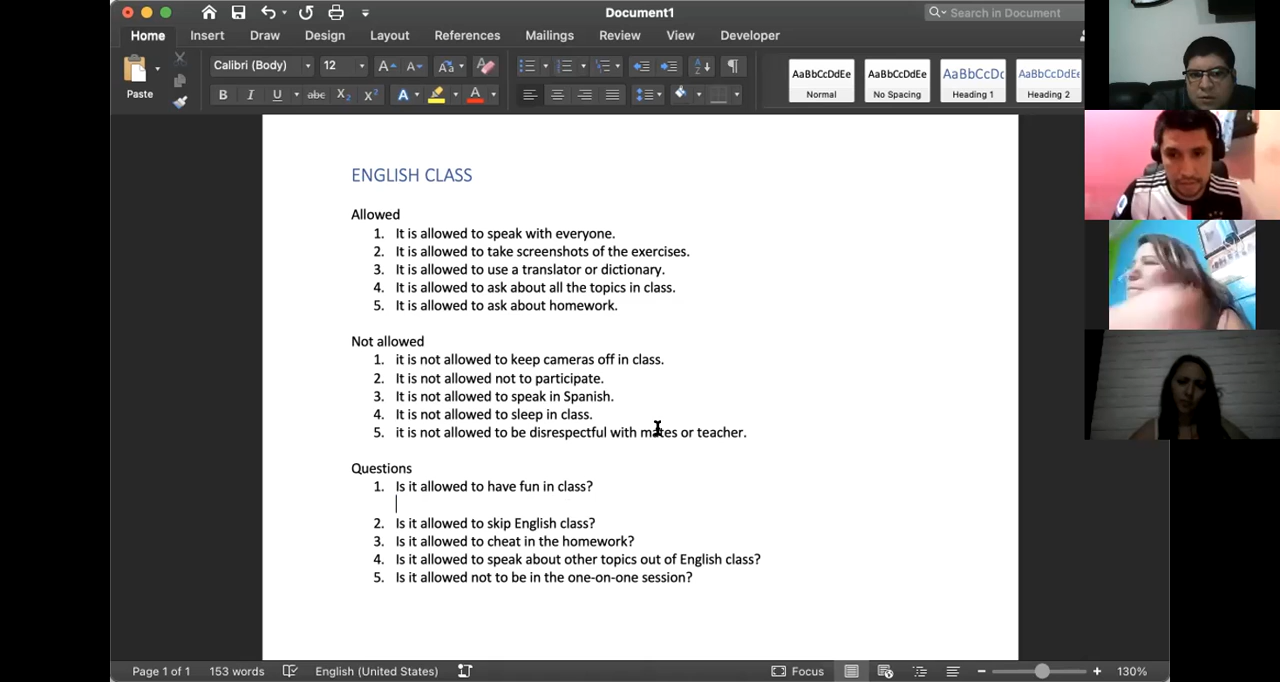 Document1
Search in Document
Home Insert Draw Design Layout References Mailings Review View Developer
Paste
Calibri (Body) 12
AaBbCcDdEe AaBbCcDdEe AaBbCcDc AaBbCcDdEe
Normal No Spacing Heading 1 Heading 2
ENGLISH CLASS
Allowed
1. It is allowed to speak with everyone.
2. It is allowed to take screenshots of the exercises.
3. It is allowed to use a translator or dictionary.
4. It is allowed to ask about all the topics in class.
5. It is allowed to ask about homework.
Not allowed
1. it is not allowed to keep cameras off in class.
2. It is not allowed not to participate.
3. It is not allowed to speak in Spanish.
4. It is not allowed to sleep in class.
5. it is not allowed to be disrespectful with mates or teacher.
Questions
1. Is it allowed to have fun in class?
2. Is it allowed to skip English class?
3. Is it allowed to cheat in the homework?
4. Is it allowed to speak about other topics out of English class?
5. Is it allowed not to be in the one-on-one session?
Page 1 of 1 153 words English (United States) Focus 130%